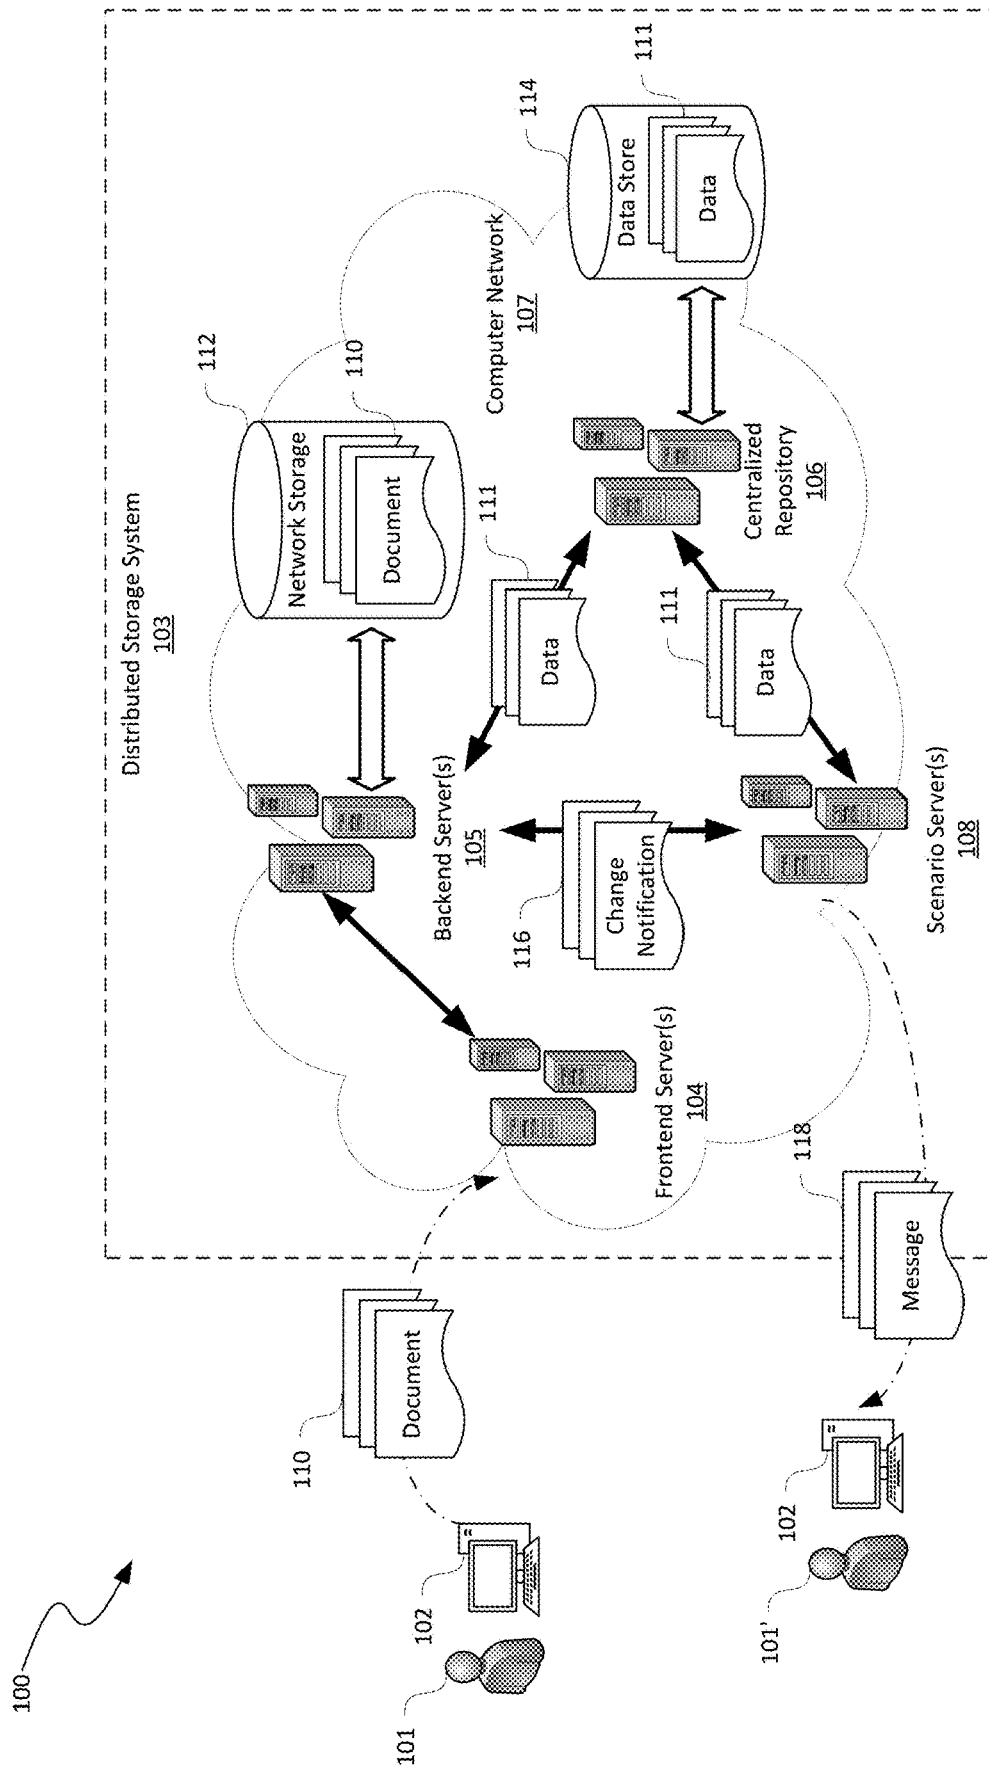 100
Distributed Storage System
103
112
Network Storage
110
Document
Computer Network
107
114
111
Data Store
Data
111
Data
Centralized
Repository
106
111
Data
Backend Server(s)
105
116
Change
Notification
Scenario Server(s)
108
Frontend Server(s)
104
118
Message
110
Document
102
101
102
101'